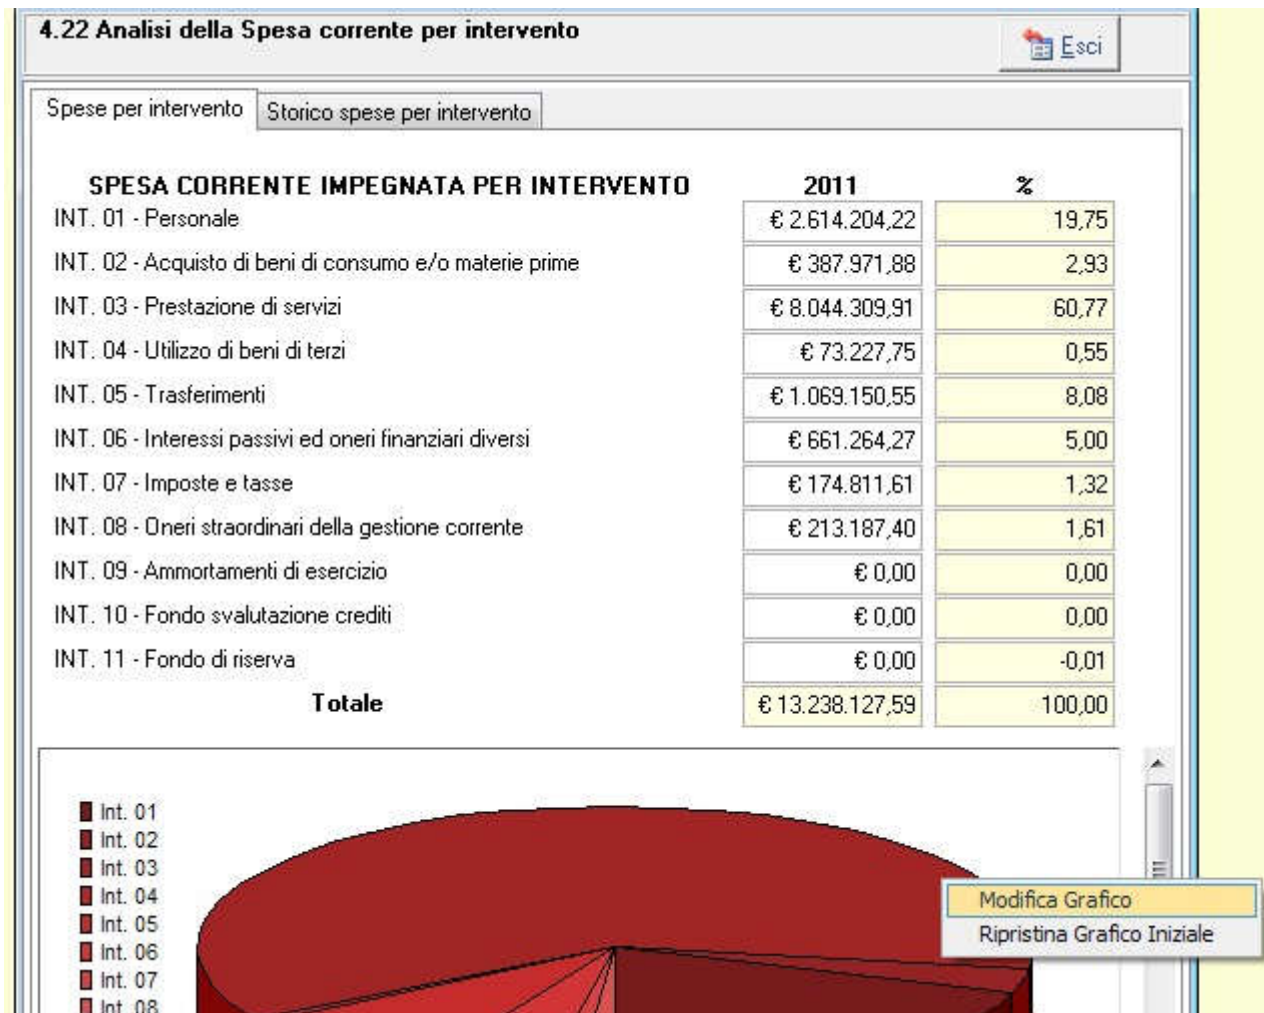 4.22 Analisi della Spesa corrente per intervento
Esci
Spese per intervento Storico spese per intervento
SPESA CORRENTE IMPEGNATA PER INTERVENTO 2011 %
INT. 01 - Personale € 2.614.204,22 19,75
INT. 02 - Acquisto di beni di consumo e/o materie prime € 387.971,88 2,93
INT. 03 - Prestazione di servizi € 8.044.309,91 60,77
INT. 04 - Utilizzo di beni di terzi € 73.227,75 0,55
INT. 05 - Trasferimenti € 1.069.150,55 8,08
INT. 06 - Interessi passivi ed oneri finanziari diversi € 661.264,27 5,00
INT. 07 - Imposte e tasse € 174.811,61 1,32
INT. 08 - Oneri straordinari della gestione corrente € 213.187,40 1,61
INT. 09 - Ammortamenti di esercizio € 0,00 0,00
INT. 10 - Fondo svalutazione crediti € 0,00 0,00
INT. 11 - Fondo di riserva € 0,00 -0,01
Totale € 13.238.127,59 100,00
Int. 01
Int. 02
Int. 03
Int. 04
Int. 05
Int. 06
Int. 07
Int. 08
Modifica Grafico
Ripristina Grafico Iniziale